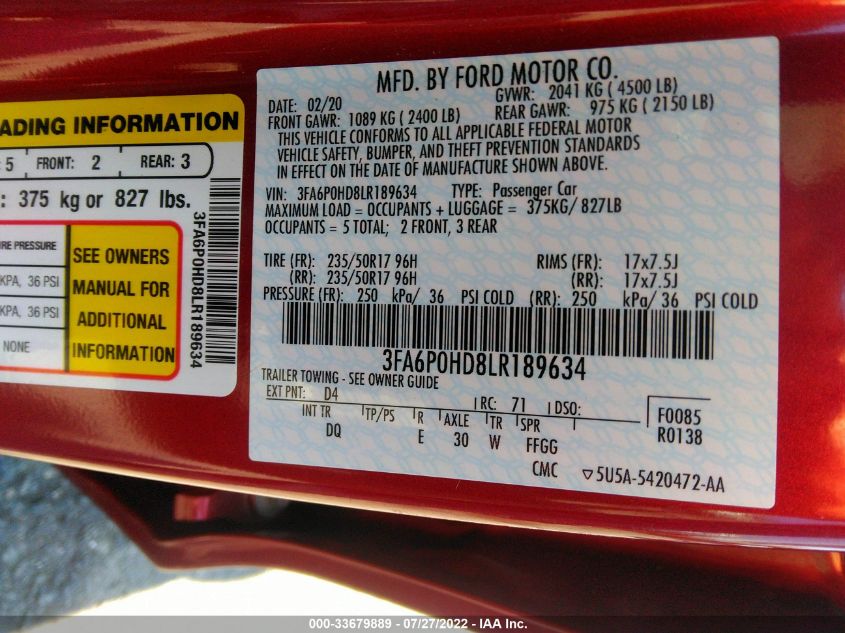 ADING INFORMATION
: 5 FRONT: 2 REAR: 3
: 375 kg or 827 lbs.
RE PRESSURE
KPA, 36 PSI
KPA, 36 PSI
NONE
SEE OWNERS
MANUAL FOR
ADDITIONAL
INFORMATION
3FA6P0HD8LR189634
MFD. BY FORD MOTOR CO.
DATE: 02/20 GVWR: 2041 KG ( 4500 LB)
FRONT GAWR: 1089 KG ( 2400 LB) REAR GAWR: 975 KG ( 2150 LB)
THIS VEHICLE CONFORMS TO ALL APPLICABLE FEDERAL MOTOR
VEHICLE SAFETY, BUMPER, AND THEFT PREVENTION STANDARDS
IN EFFECT ON THE DATE OF MANUFACTURE SHOWN ABOVE.
VIN: 3FA6P0HD8LR189634 TYPE: Passenger Car
MAXIMUM LOAD = OCCUPANTS + LUGGAGE = 375KG/ 827LB
OCCUPANTS = 5 TOTAL; 2 FRONT, 3 REAR
TIRE (FR): 235/50R17 96H RIMS (FR): 17x7.5J
(RR): 235/50R17 96H (RR): 17x7.5J
PRESSURE (FR): 250 kPa/ 36 PSI COLD (RR): 250 kPa/ 36 PSI COLD
3FA6P0HD8LR189634
TRAILER TOWING - SEE OWNER GUIDE
EXT PNT: D4 RC: 71 DSO:
INT TR TP/PS R AXLE TR SPR
DQ E 30 W FFGG
F0085
R0138
CMC ▽5U5A-5420472-AA
000-33679889 - 07/27/2022 - IAA Inc.